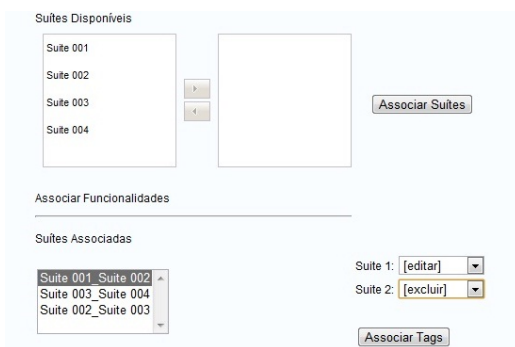 Suítes Disponíveis
Suite 001
Suite 002
Suite 003
Suite 004
Associar Suítes
Associar Funcionalidades
Suítes Associadas
Suite 001_Suite 002
Suite 003_Suite 004
Suite 002_Suite 003
Suite 1: [editar]
Suite 2: [excluir]
Associar Tags